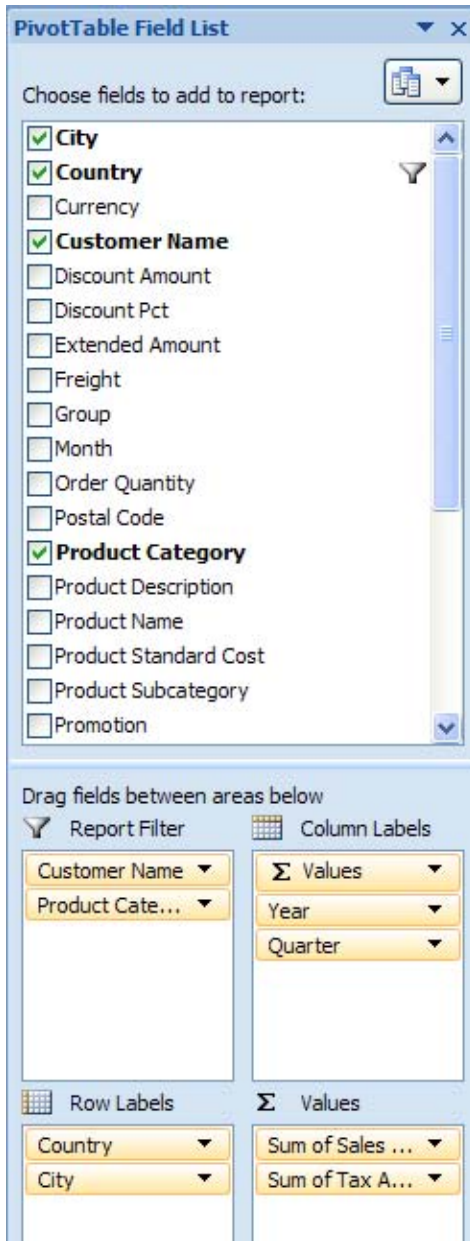 PivotTable Field List
Choose fields to add to report:
City
Country
Currency
Customer Name
Discount Amount
Discount Pct
Extended Amount
Freight
Group
Month
Order Quantity
Postal Code
Product Category
Product Description
Product Name
Product Standard Cost
Product Subcategory
Promotion
Drag fields between areas below
Report Filter
Customer Name
Product Cate...
Column Labels
Σ Values
Year
Quarter
Row Labels
Country
City
Σ Values
Sum of Sales ...
Sum of Tax A...